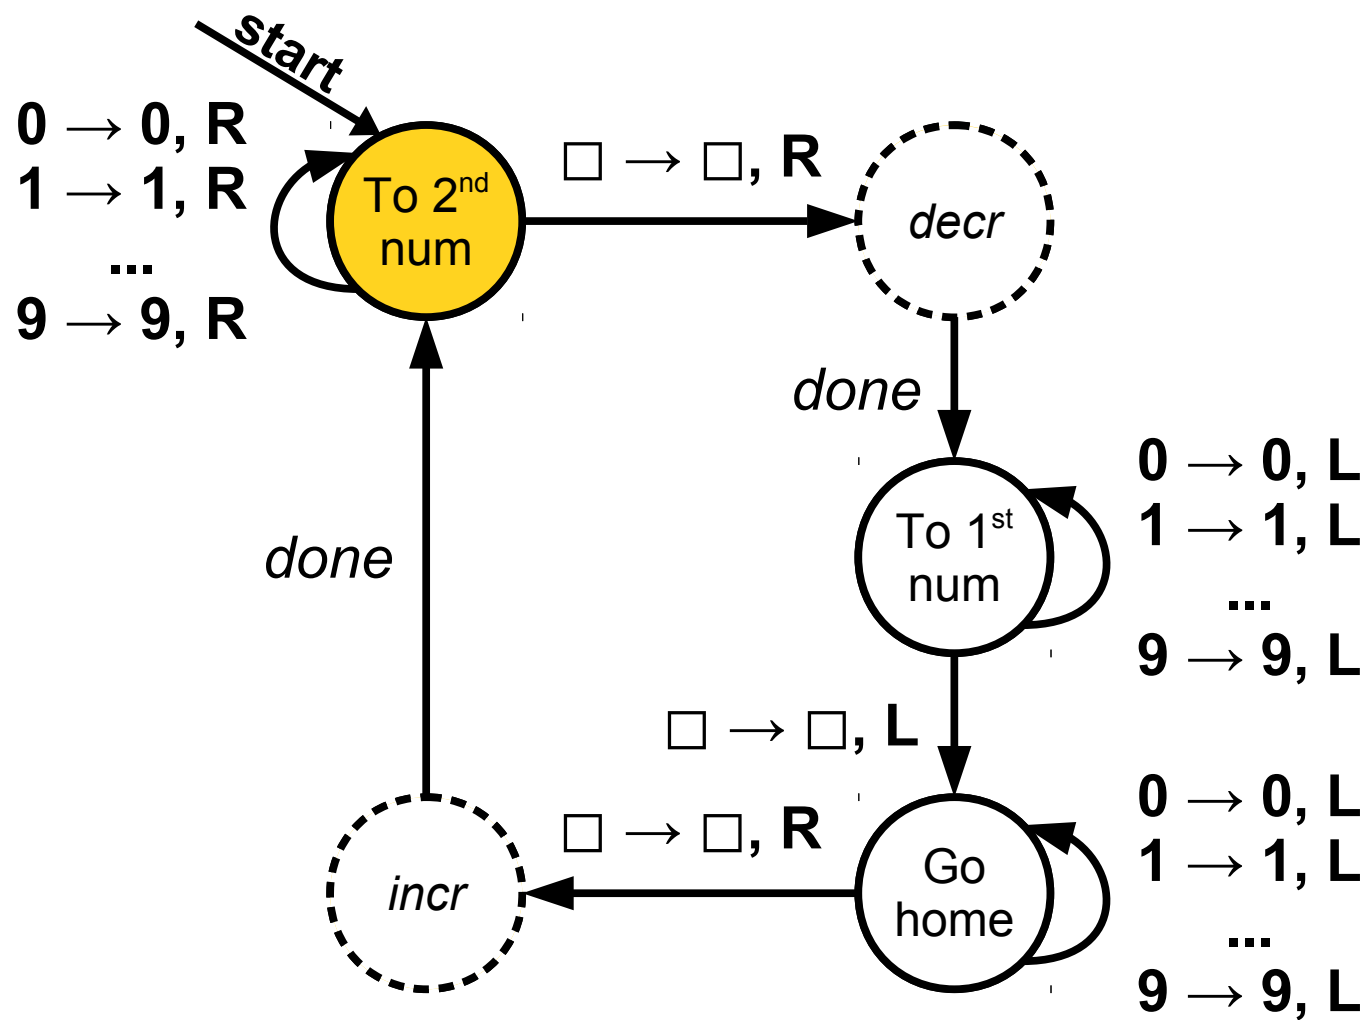 start
0 → 0, R
1 → 1, R
...
9 → 9, R
To 2nd
num
□ → □, R
decr
done
0 → 0, L
1 → 1, L
...
9 → 9, L
To 1st
num
done
□ → □, L
□ → □, R
incr
Go
home
0 → 0, L
1 → 1, L
...
9 → 9, L